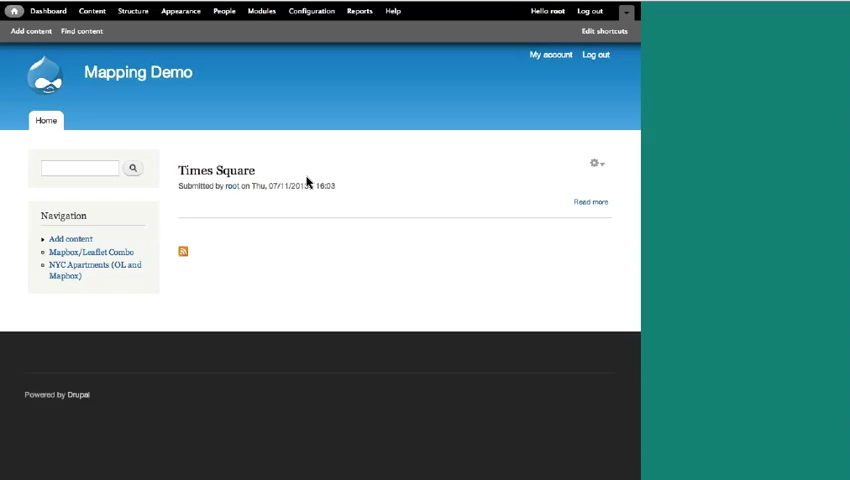 Dashboard Content Structure Appearance People Modules Configuration Reports Help Hello root Log out
Add content Find content Edit shortcuts
My account Log out
Mapping Demo
Home
Times Square
Submitted by root on Thu, 07/11/2013 - 16:03
Read more
Navigation
Add content
Mapbox/Leaflet Combo
NYC Apartments (OL and
Mapbox)
Powered by Drupal